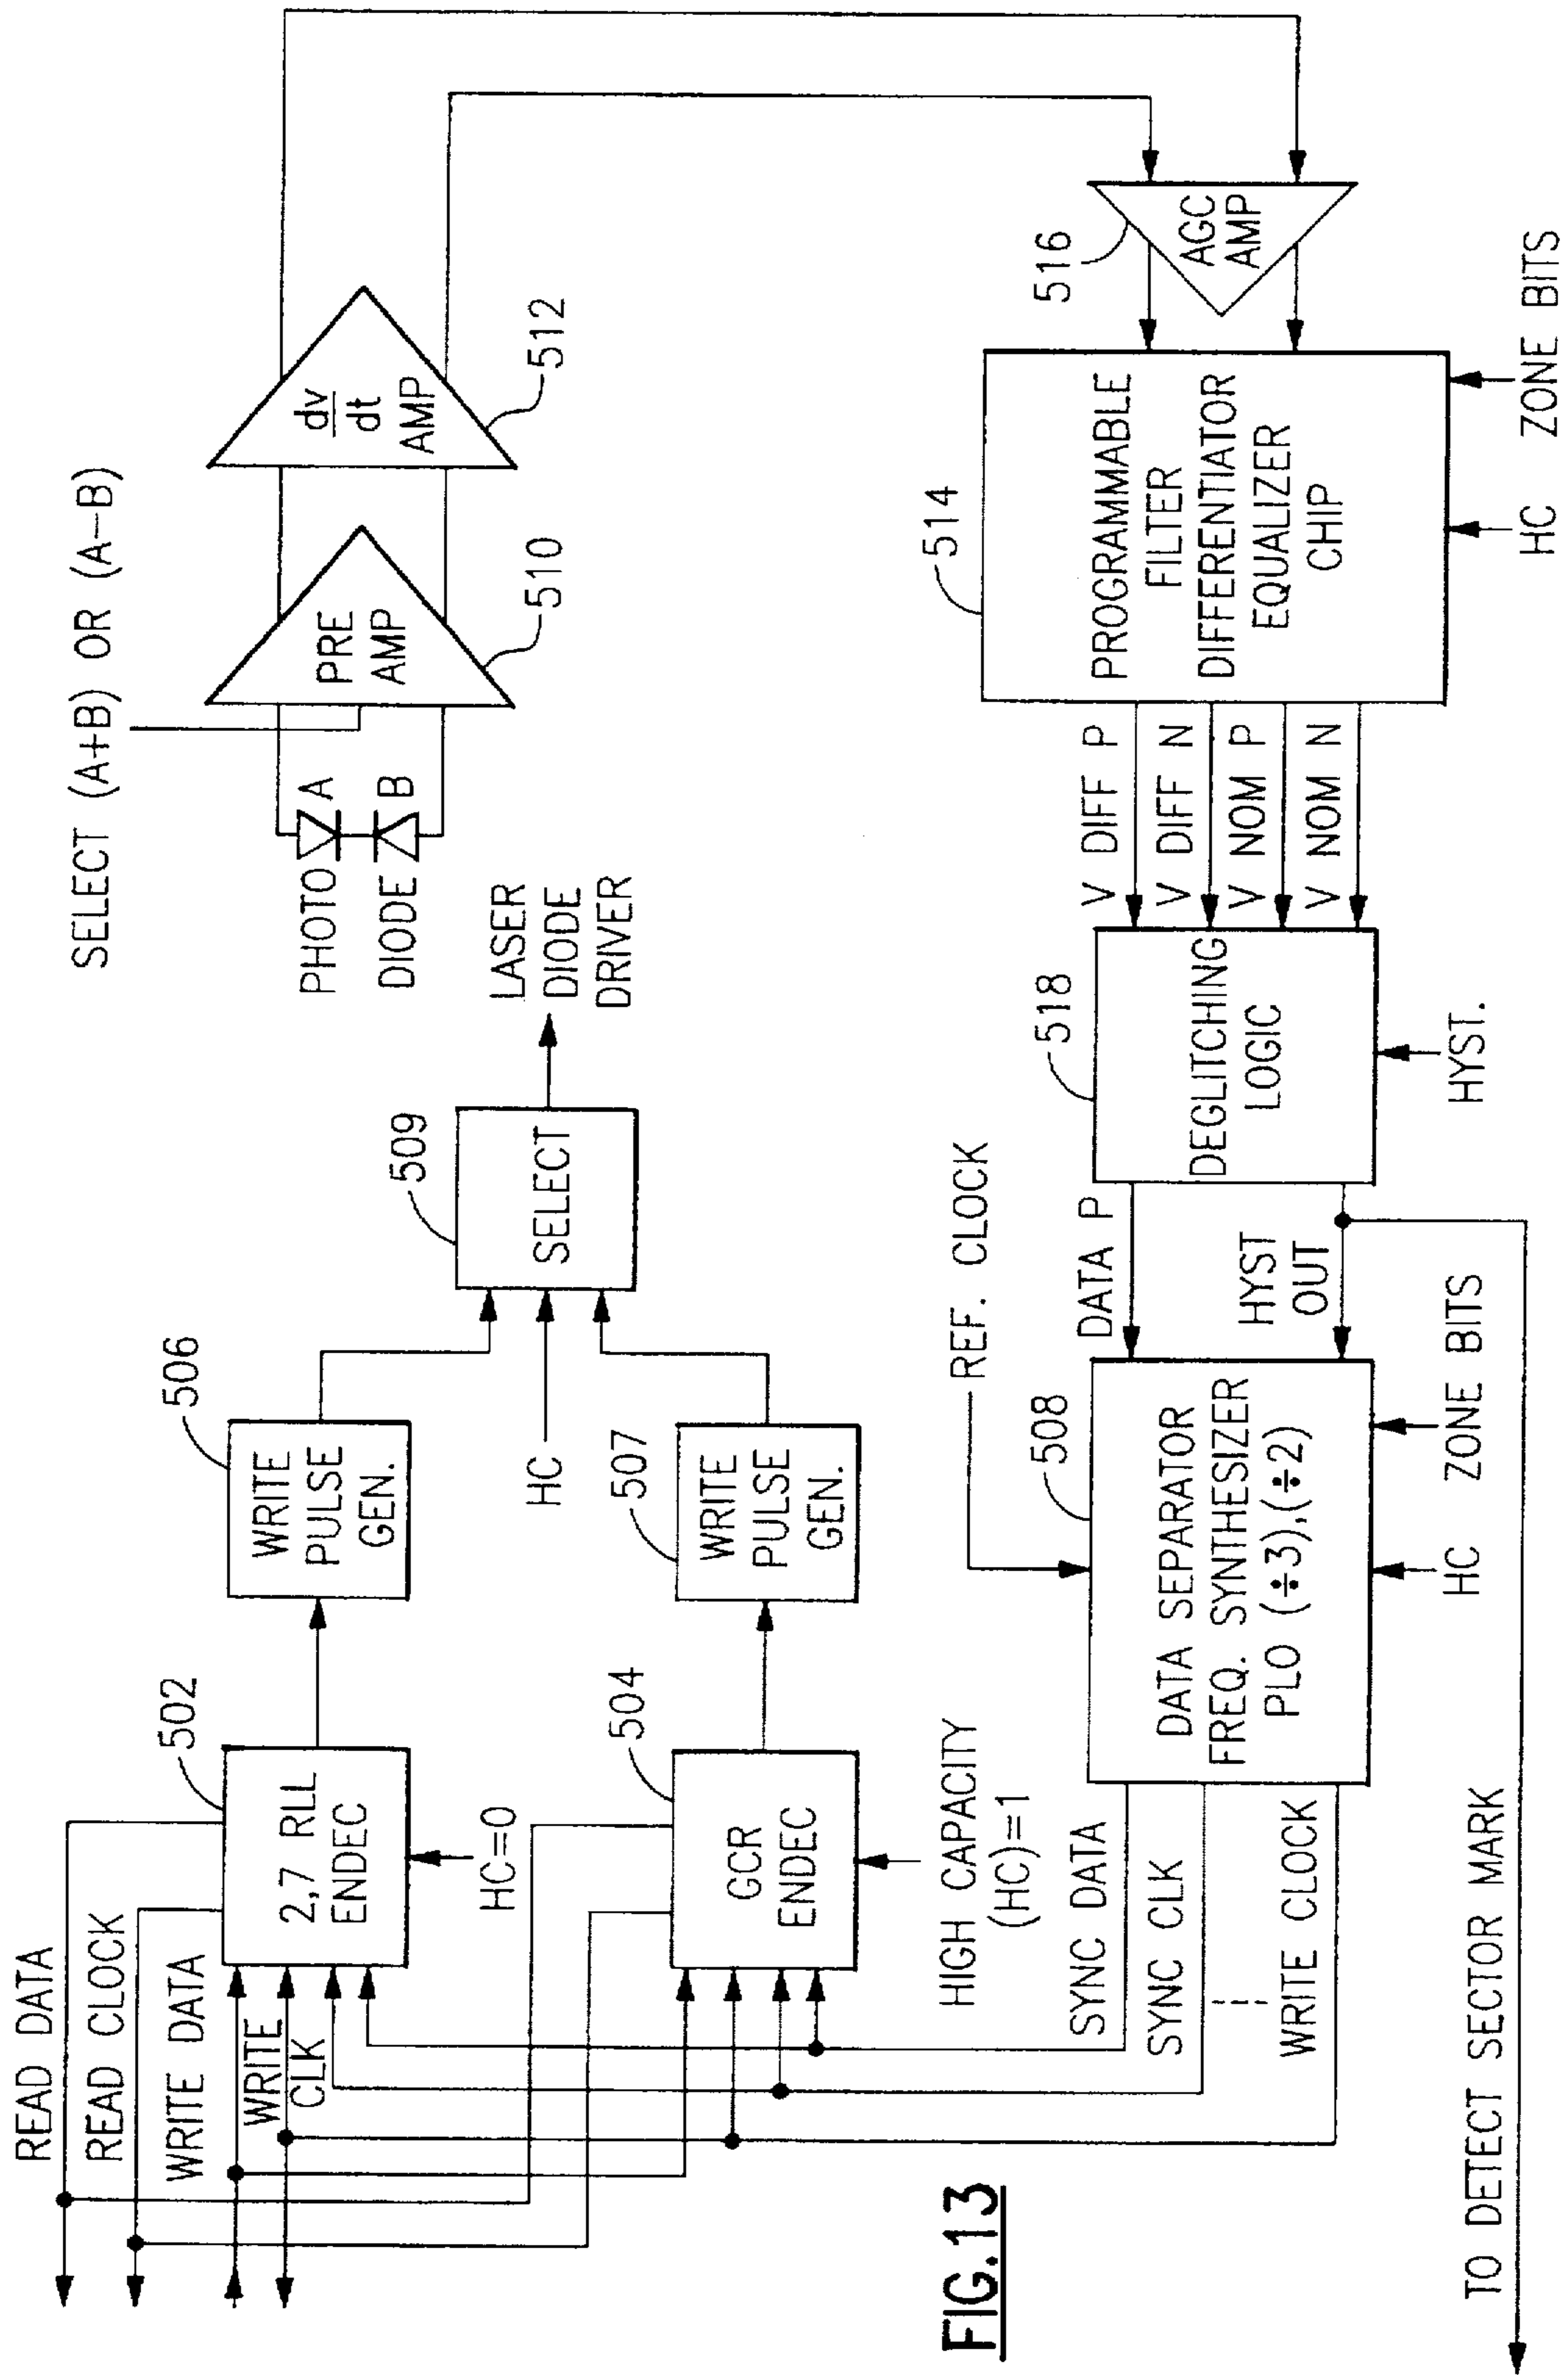 READ DATA
READ CLOCK
WRITE DATA
WRITE
CLK
502
2,7 RLL
ENDEC
HC=0
506
WRITE
PULSE
GEN.
504
GCR
ENDEC
HIGH CAPACITY
(HC)=1
507
WRITE
PULSE
GEN.
HC
509
SELECT
LASER
DIODE
DRIVER
SELECT (A+B) OR (A-B)
PHOTO A
DIODE B
PRE
AMP
510
dv
dt
AMP
512
SYNC DATA
SYNC CLK
WRITE CLOCK
REF. CLOCK
508
DATA SEPARATOR
FREQ. SYNTHESIZER
PLO (÷3),(÷2)
HC ZONE BITS
DATA P
HYST
OUT
518
DEGLITCHING
LOGIC
HYST.
V DIFF P
V DIFF N
V NOM P
V NOM N
514
PROGRAMMABLE
FILTER
DIFFERENTIATOR
EQUALIZER
CHIP
HC ZONE BITS
516
AGC
AMP
TO DETECT SECTOR MARK
FIG.13